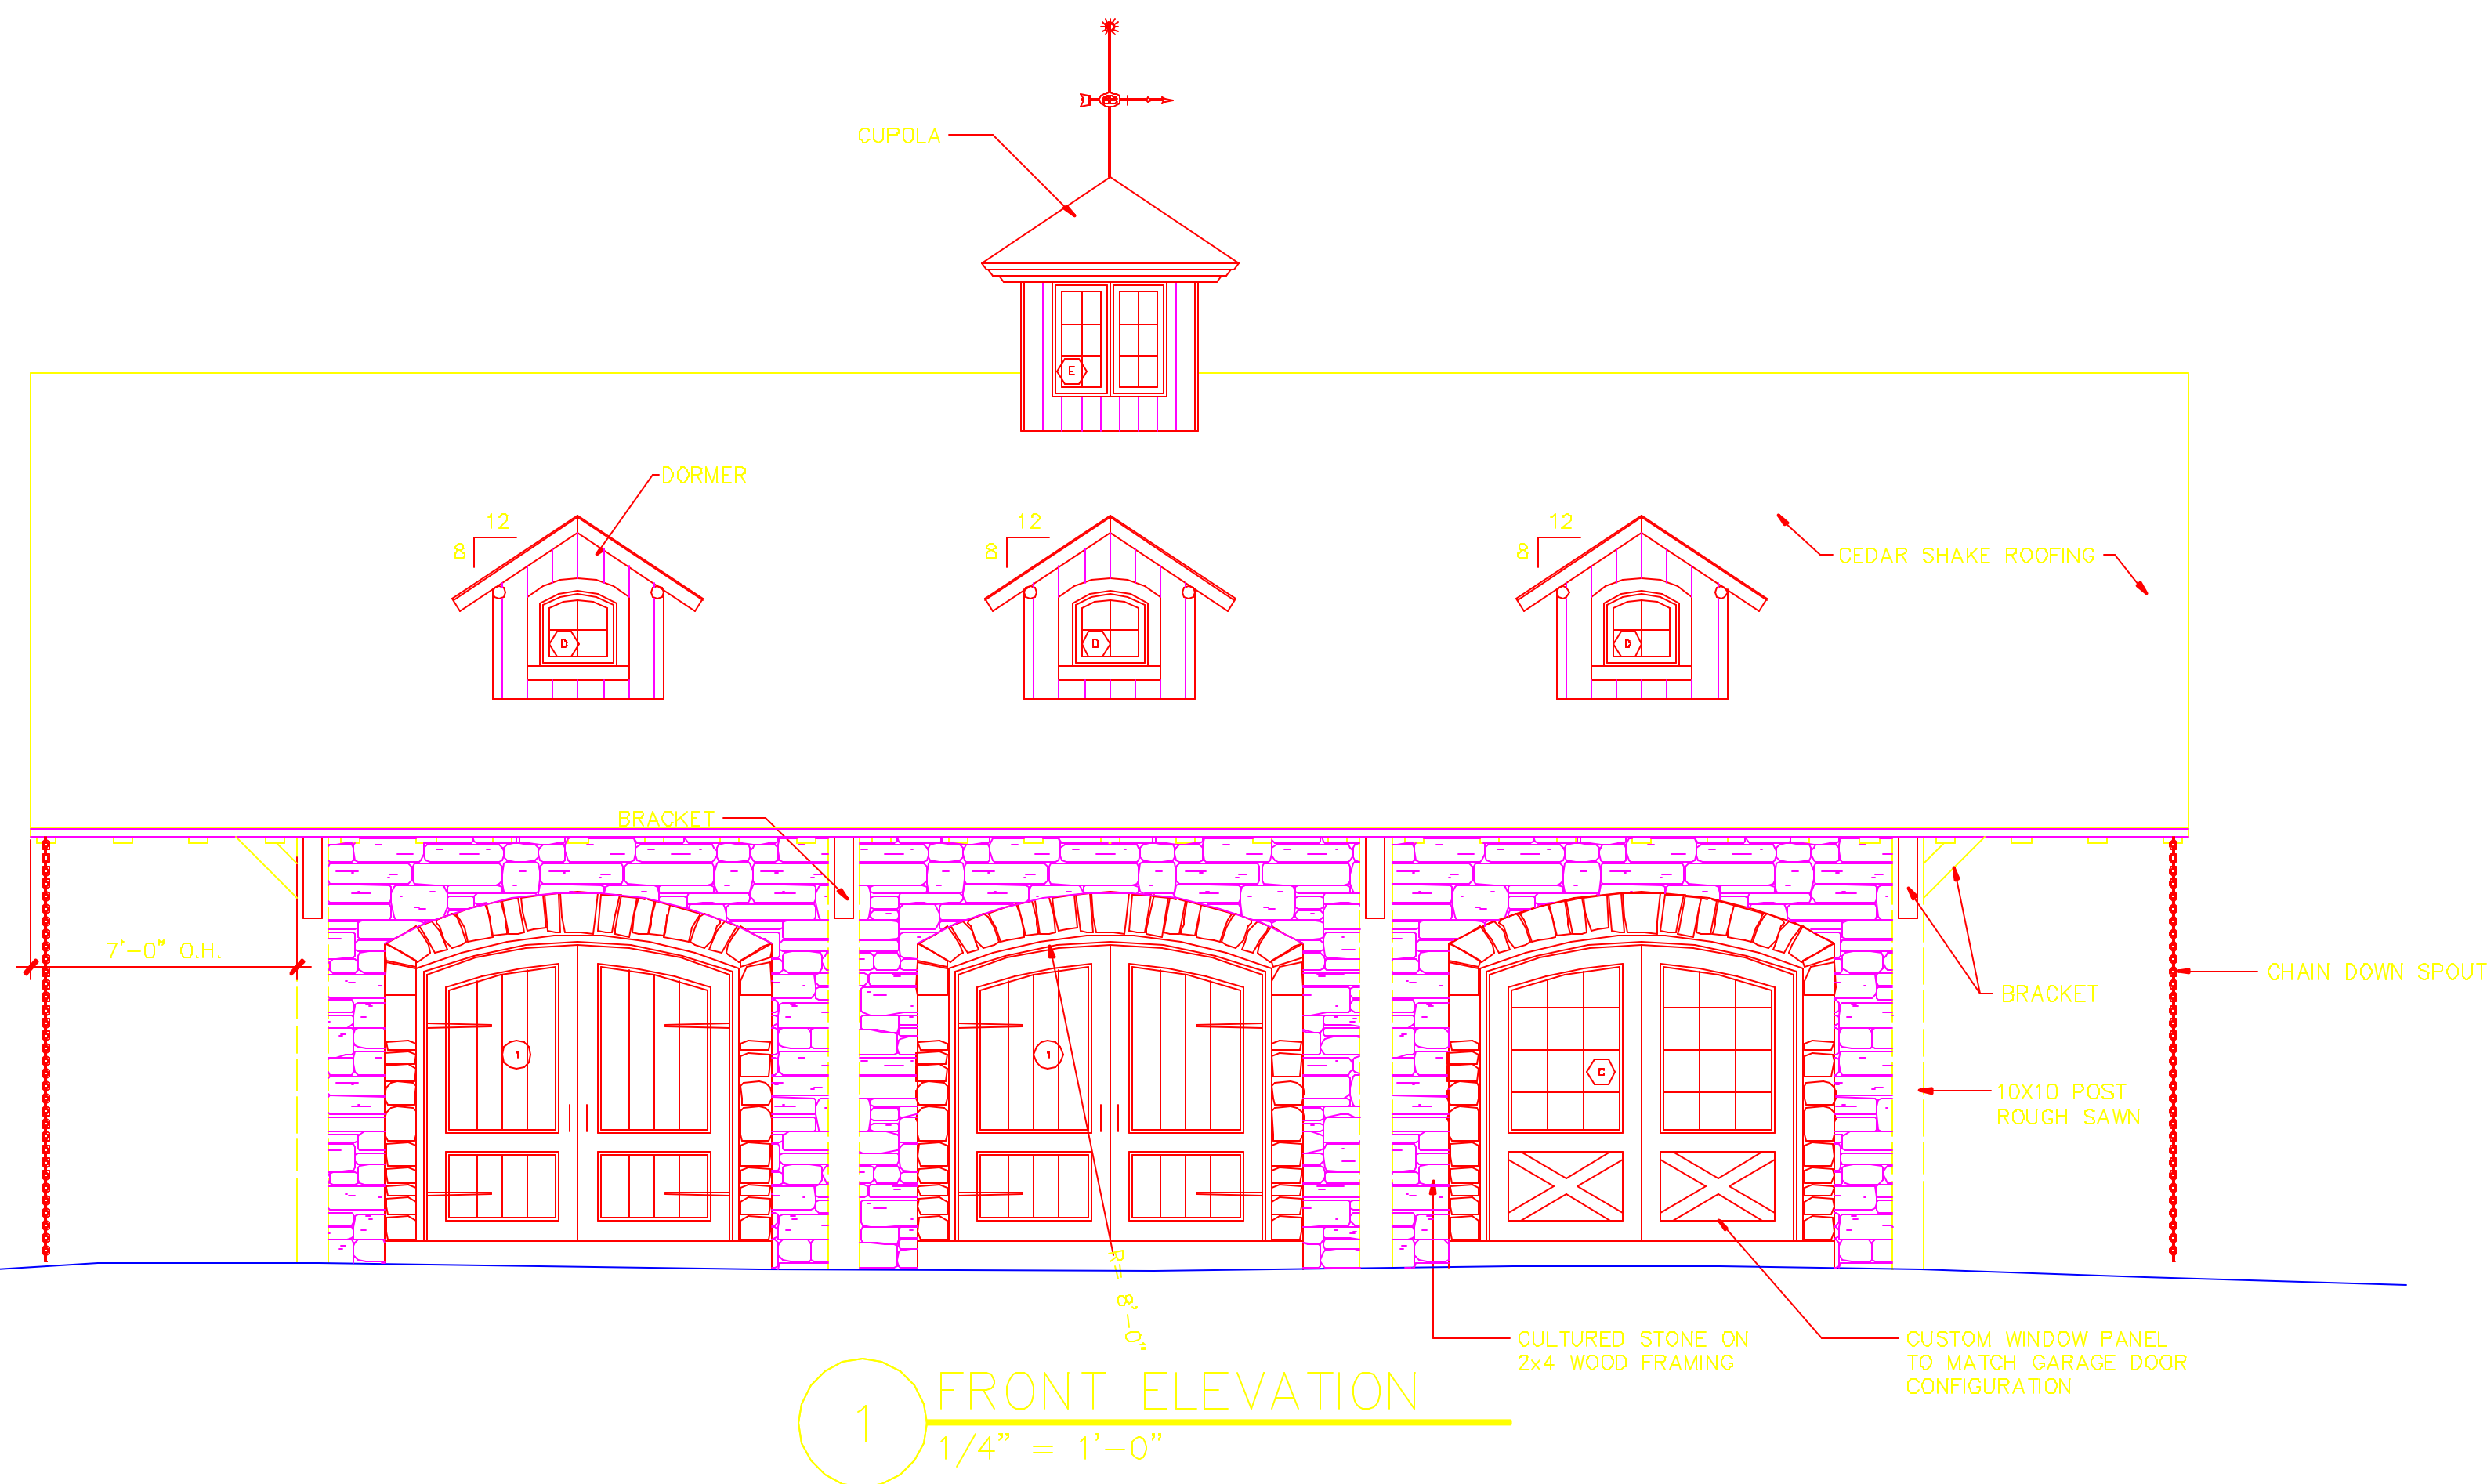 CUPOLA
E
DORMER
12
8
12
8
12
8
CEDAR SHAKE ROOFING
D
D
D
BRACKET
7'-0" O.H.
CHAIN DOWN SPOUT
BRACKET
1
1
C
10X10 POST
ROUGH SAWN
R= 8'-0"
CULTURED STONE ON
2x4 WOOD FRAMING
CUSTOM WINDOW PANEL
TO MATCH GARAGE DOOR
CONFIGURATION
1
FRONT ELEVATION
1/4" = 1'-0"